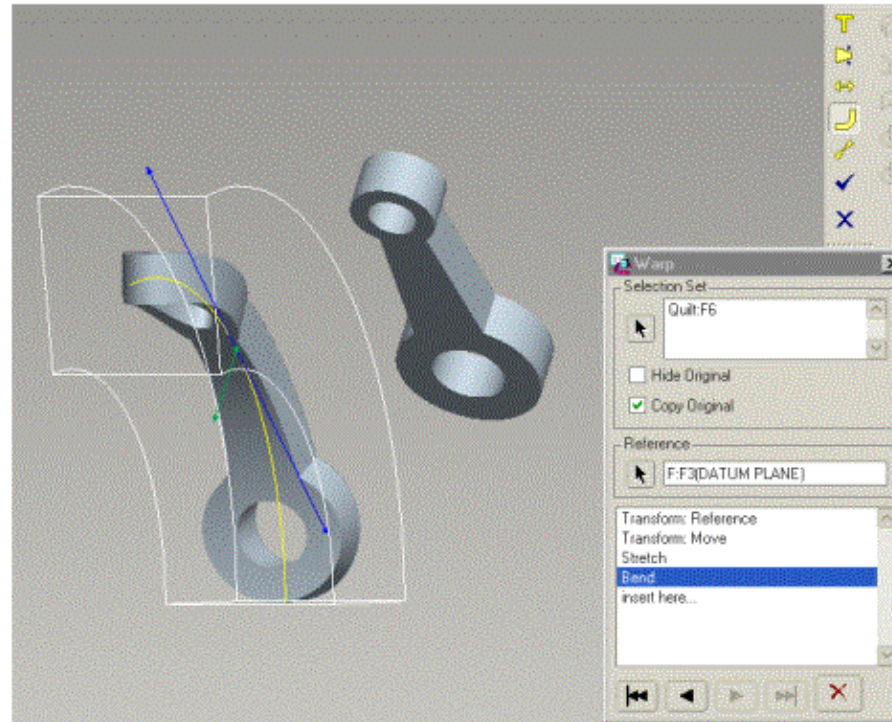 Warp
Selection Set
Quilt:F6
Hide Original
Copy Original
Reference
F:F3(DATUM PLANE)
Transform: Reference
Transform: Move
Stretch
Bend
insert here...